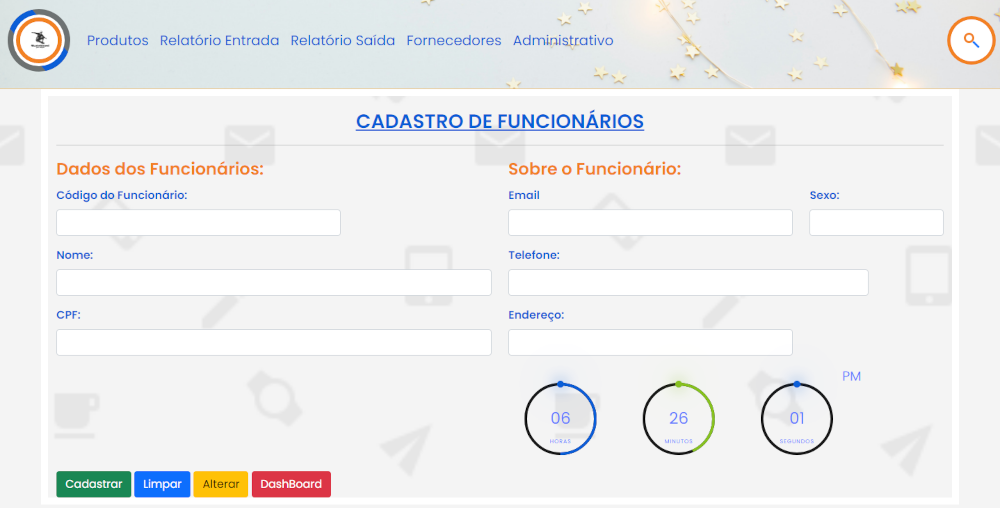 Produtos Relatório Entrada Relatório Saída Fornecedores Administrativo
CADASTRO DE FUNCIONÁRIOS
Dados dos Funcionários:
Código do Funcionário:
Nome:
CPF:
Sobre o Funcionário:
Email
Sexo:
Telefone:
Endereço:
PM
06
HORAS
26
MINUTOS
01
SEGUNDOS
Cadastrar
Limpar
Alterar
DashBoard